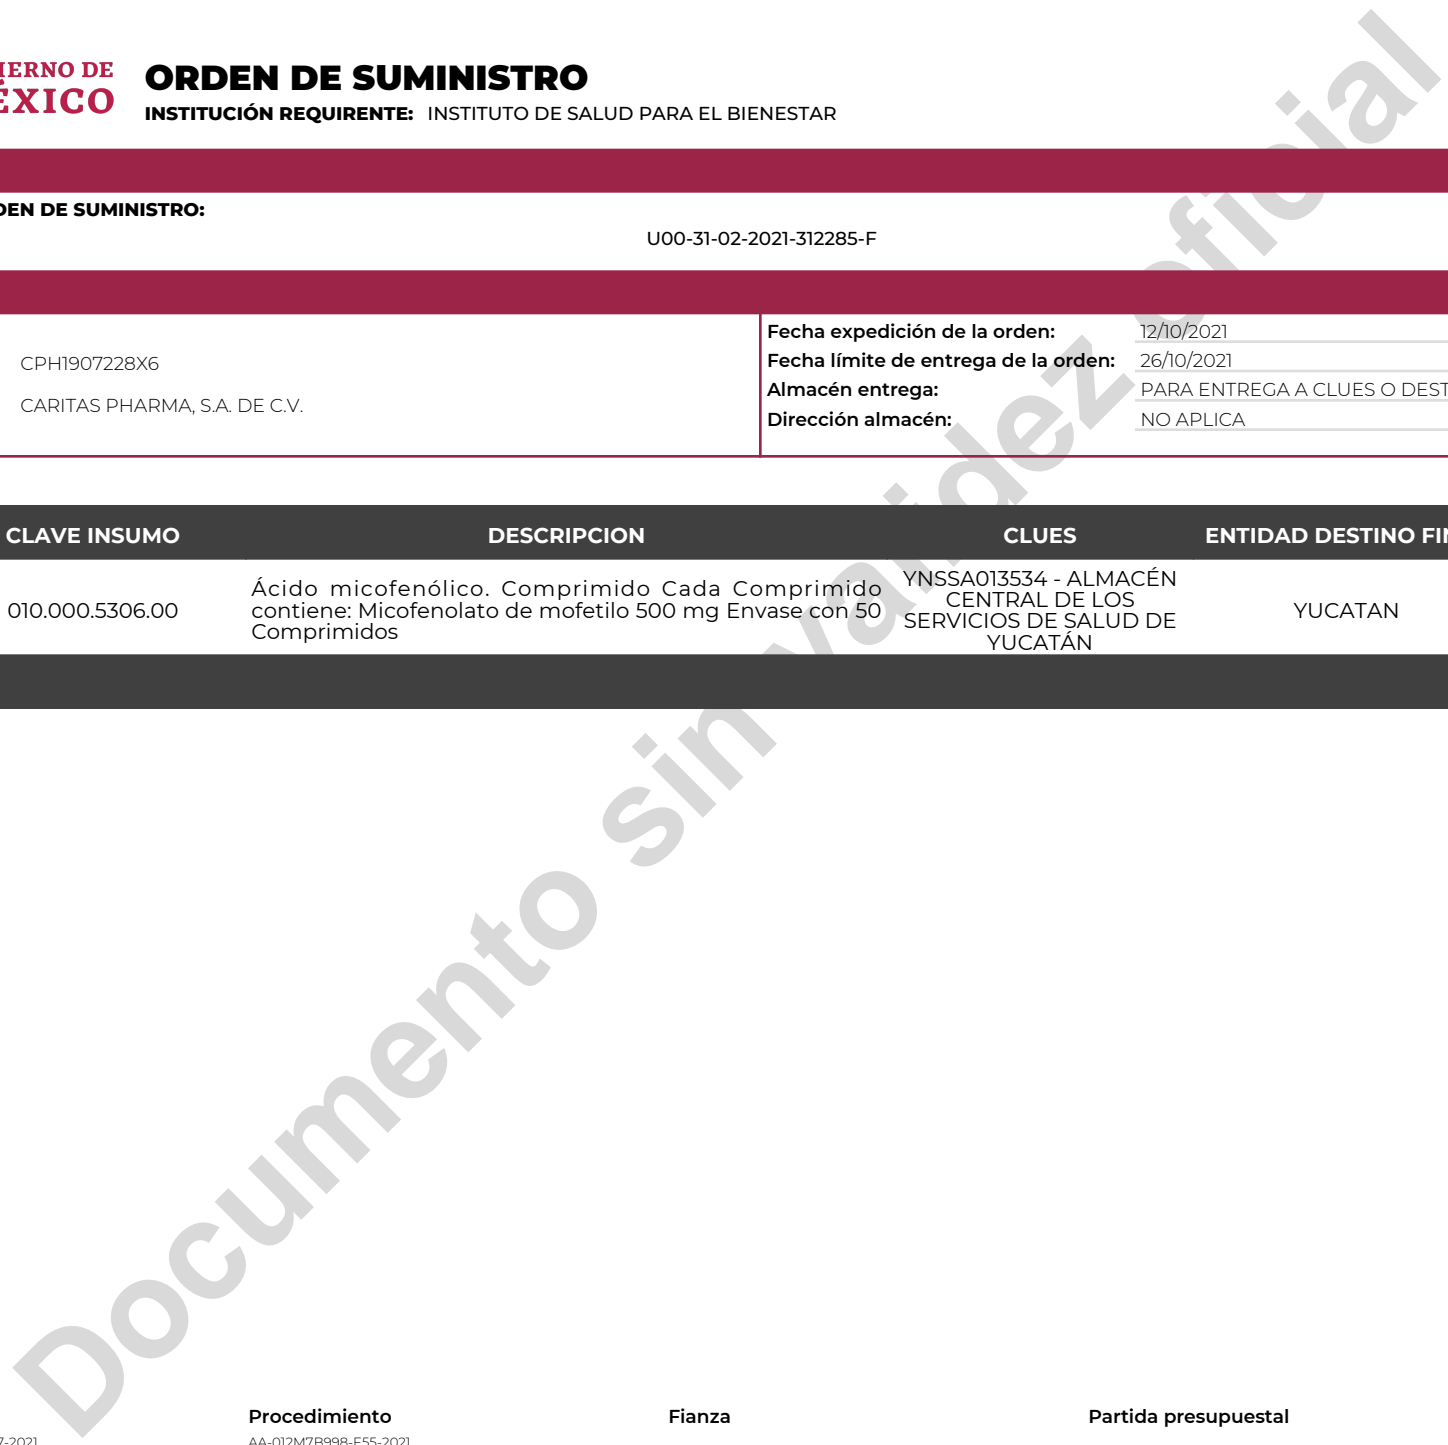 IERNO DE
ÉXICO
ORDEN DE SUMINISTRO
INSTITUCIÓN REQUIRENTE: INSTITUTO DE SALUD PARA EL BIENESTAR
DEN DE SUMINISTRO:
U00-31-02-2021-312285-F
CPH1907228X6
CARITAS PHARMA, S.A. DE C.V.
Fecha expedición de la orden: 12/10/2021
Fecha límite de entrega de la orden: 26/10/2021
Almacén entrega: PARA ENTREGA A CLUES O DEST
Dirección almacén: NO APLICA
CLAVE INSUMO DESCRIPCION CLUES ENTIDAD DESTINO FIN
010.000.5306.00
Ácido micofenólico. Comprimido Cada Comprimido
contiene: Micofenolato de mofetilo 500 mg Envase con 50
Comprimidos
YNSSA013534 - ALMACÉN
CENTRAL DE LOS
SERVICIOS DE SALUD DE
YUCATÁN
YUCATAN
Documento sin validez oficial
Procedimiento Fianza Partida presupuestal
7-2021 AA-012M7B998-E55-2021